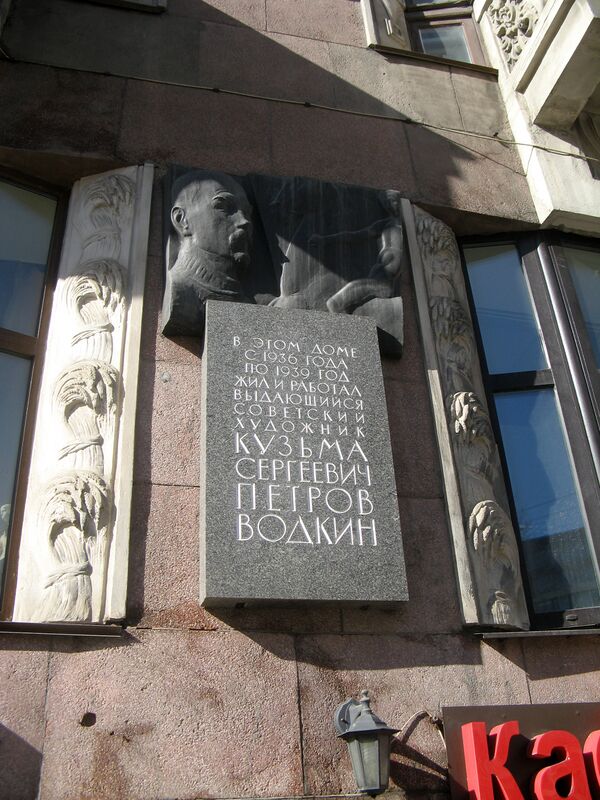 В ЭТОМ ДОМЕ
С 1936 ГОДА
ПО 1939 ГОД
ЖИЛ И РАБОТАЛ
ВЫДАЮЩИЙСЯ
СОВЕТСКИЙ
ХУДОЖНИК
КУЗЬМА
СЕРГЕЕВИЧ
ПЕТРОВ
ВОДКИН